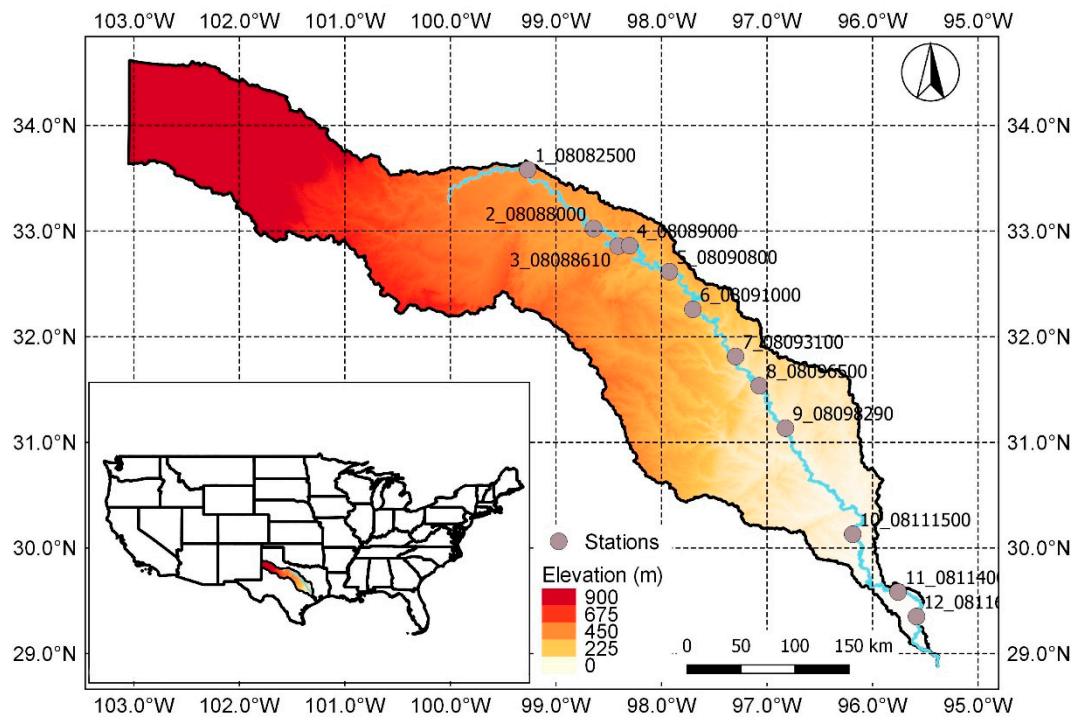 103.0°W 102.0°W 101.0°W 100.0°W 99.0°W 98.0°W 97.0°W 96.0°W 95.0°W
34.0°N 34.0°N
1_08082500
2_08088000
33.0°N 4_08089000 33.0°N
3_08088610
5_08090800
6_08091000
32.0°N 7_08093100 32.0°N
8_08096500
9_08098290
31.0°N 31.0°N
10_08111500
30.0°N Stations 30.0°N
Elevation (m)
11_0811400
900
12_08116
675
450
225
0
0 50 100 150 km
29.0°N 29.0°N
103.0°W 102.0°W 101.0°W 100.0°W 99.0°W 98.0°W 97.0°W 96.0°W 95.0°W